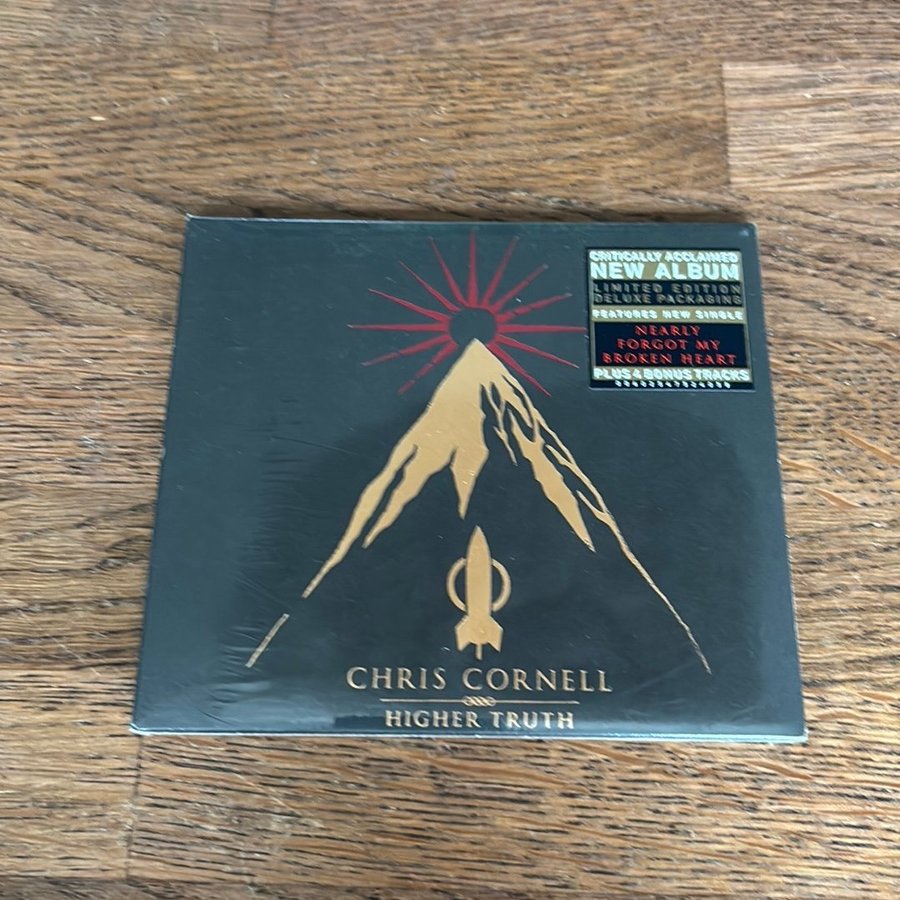 CRITICALLY ACCLAIMED
NEW ALBUM
LIMITED EDITION
DELUXE PACKAGING
FEATURES NEW SINGLE
NEARLY
FORGOT MY
BROKEN HEART
PLUS 4 BONUS TRACKS
CHRIS CORNELL
HIGHER TRUTH